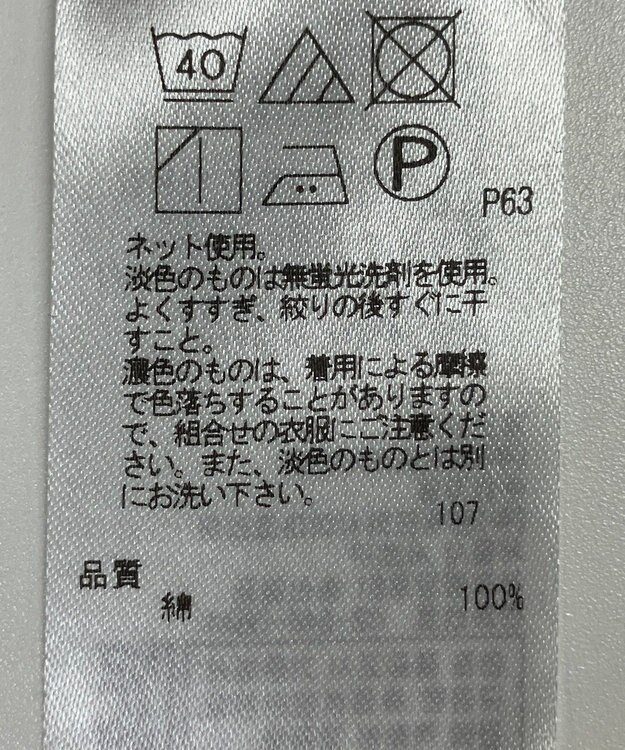 40
P
P63
ネット使用。
淡色のものは無蛍光洗剤を使用。
よくすすぎ、絞りの後すぐに干
すこと。
濃色のものは、着用による摩擦
で色落ちすることがありますの
で、組合せの衣服にご注意くだ
さい。また、淡色のものとは別
にお洗い下さい。
107
品質
綿 100%